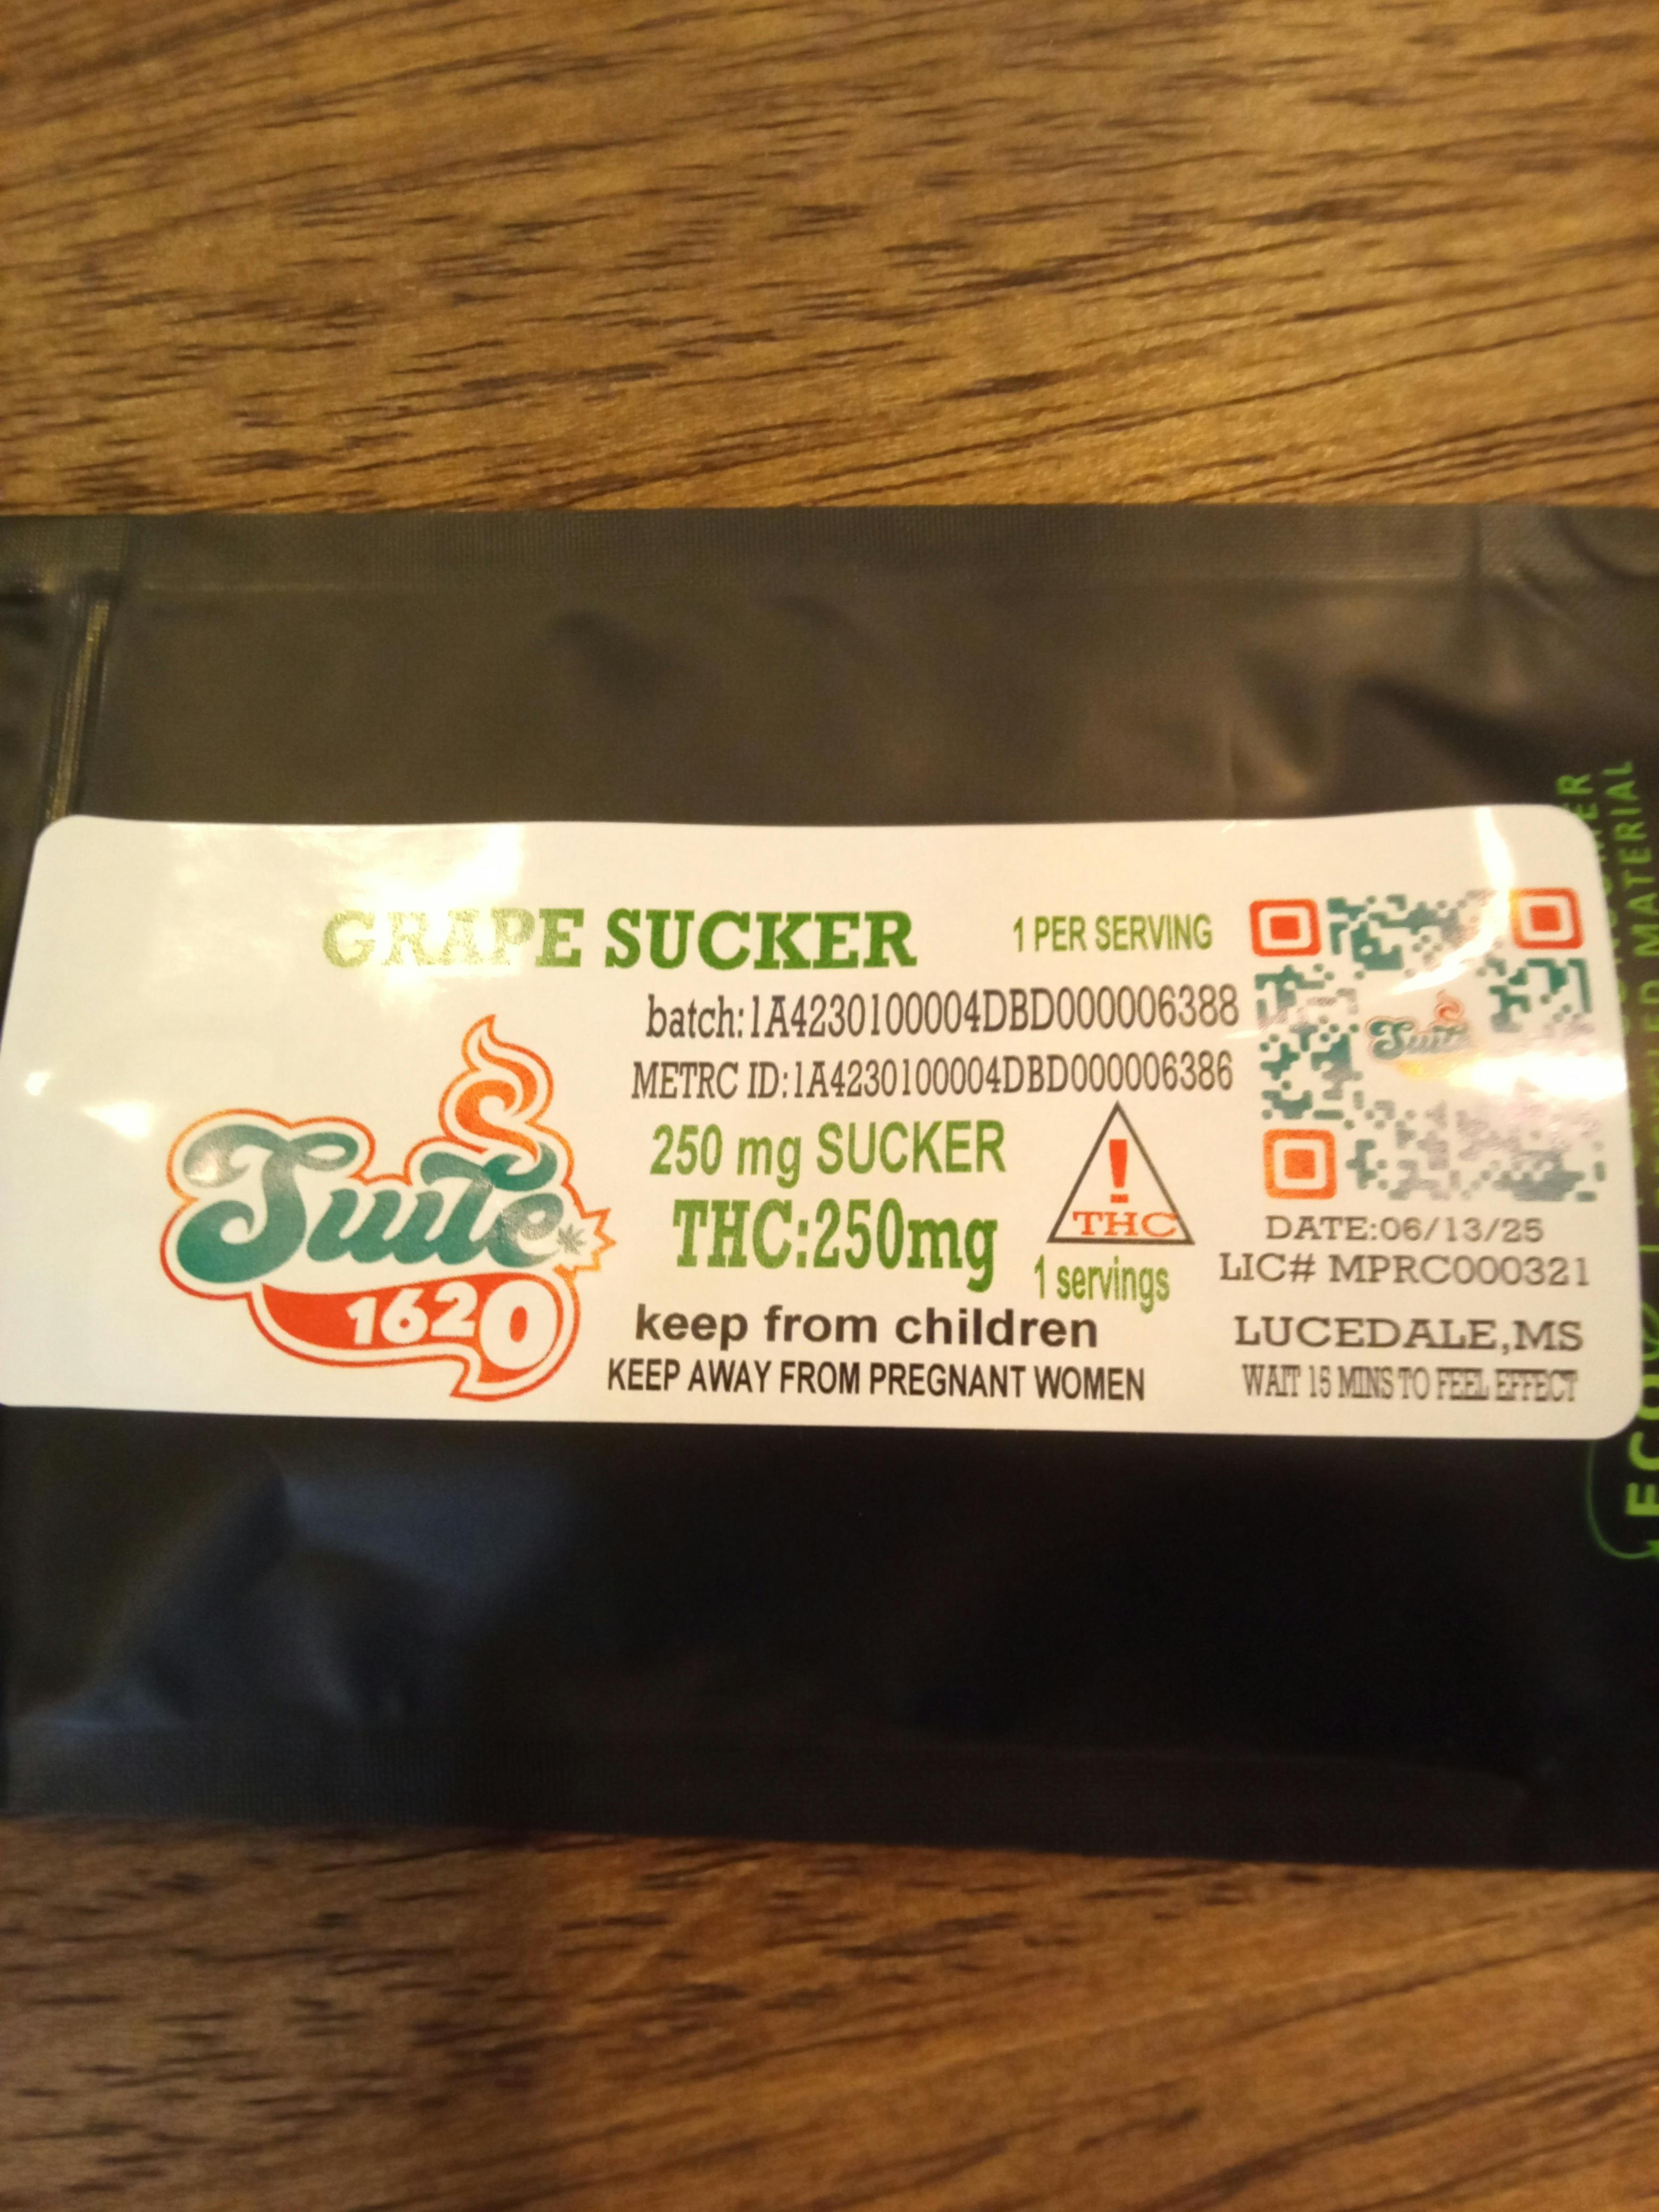 GRAPE SUCKER
1 PER SERVING
batch:1A4230100004DBD000006388
METRC ID:1A4230100004DBD000006386
250 mg SUCKER
THC:250mg
THC
1 servings
keep from children
KEEP AWAY FROM PREGNANT WOMEN
Suite
1620
Suite
DATE:06/13/25
LIC# MPRC000321
LUCEDALE,MS
WAIT 15 MINS TO FEEL EFFECT
MATERIAL